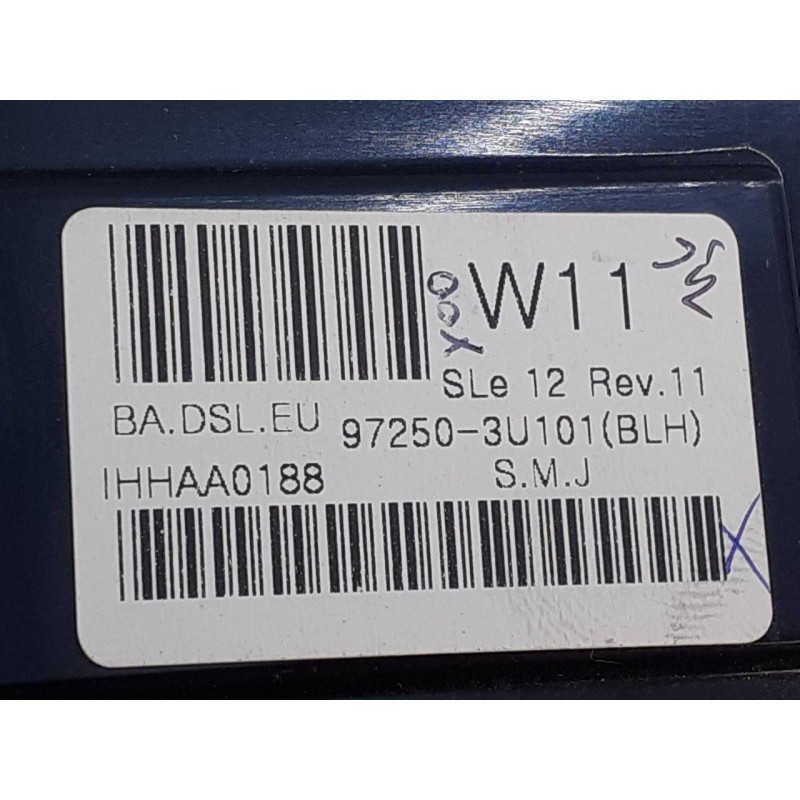 W11
SLe 12 Rev.11
BA.DSL.EU 97250-3U101(BLH)
IHHAA0188 S.M.J